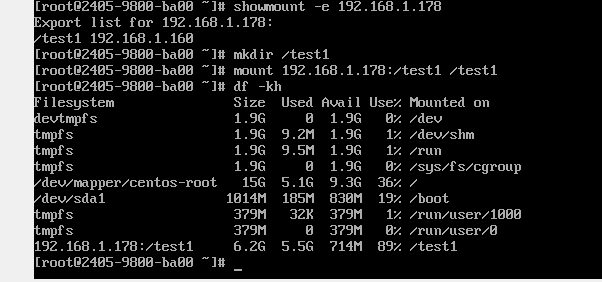 [root@2405-9800-ba00 ~]# showmount -e 192.168.1.178
Export list for 192.168.1.178:
/test1 192.168.1.160
[root@2405-9800-ba00 ~]# mkdir /test1
[root@2405-9800-ba00 ~]# mount 192.168.1.178:/test1 /test1
[root@2405-9800-ba00 ~]# df -kh
Filesystem Size Used Avail Use% Mounted on
devtmpfs 1.9G 0 1.9G 0% /dev
tmpfs 1.9G 9.2M 1.9G 1% /dev/shm
tmpfs 1.9G 9.5M 1.9G 1% /run
tmpfs 1.9G 0 1.9G 0% /sys/fs/cgroup
/dev/mapper/centos-root 15G 5.1G 9.3G 36% /
/dev/sda1 1014M 185M 830M 19% /boot
tmpfs 379M 32K 379M 1% /run/user/1000
tmpfs 379M 0 379M 0% /run/user/0
192.168.1.178:/test1 6.2G 5.5G 714M 89% /test1
[root@2405-9800-ba00 ~]# _